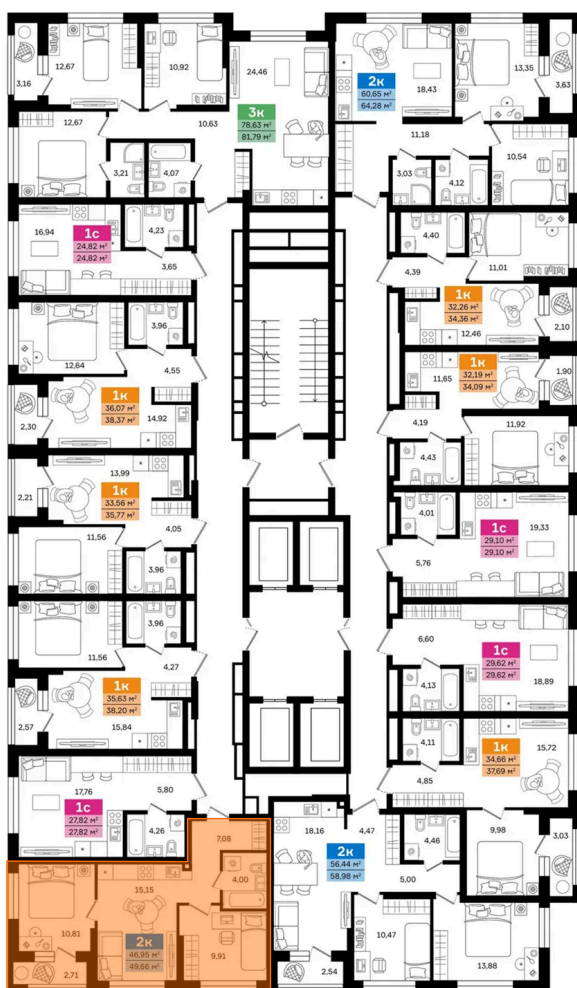 3,16
12,67
10,92
24,46
3к
78,63 м²
81,79 м²
12,67
10,63
3,21
4,07
2к
60,65 м²
64,28 м²
18,43
13,35
3,63
11,18
3,03
4,12
10,54
16,94
1с
24,82 м²
24,82 м²
4,23
3,65
4,40
4,39
11,01
1к
32,26 м²
34,36 м²
12,46
2,10
12,64
3,96
4,55
1к
36,07 м²
38,37 м²
14,92
2,30
11,65
1к
32,19 м²
34,09 м²
1,90
4,19
11,92
4,43
2,21
13,99
1к
33,56 м²
35,77 м²
4,05
11,56
3,96
4,01
1с
29,10 м²
29,10 м²
19,33
5,76
11,56
3,96
4,27
1к
35,63 м²
38,20 м²
2,57
15,84
6,60
1с
29,62 м²
29,62 м²
4,13
18,89
4,11
1к
34,66 м²
37,69 м²
15,72
4,85
17,76
5,80
1с
27,82 м²
27,82 м²
4,26
7,08
4,00
15,15
10,81
2к
46,95 м²
49,66 м²
9,91
2,71
18,16
4,47
2к
56,44 м²
58,98 м²
4,46
5,00
9,98
3,03
10,47
13,88
2,54